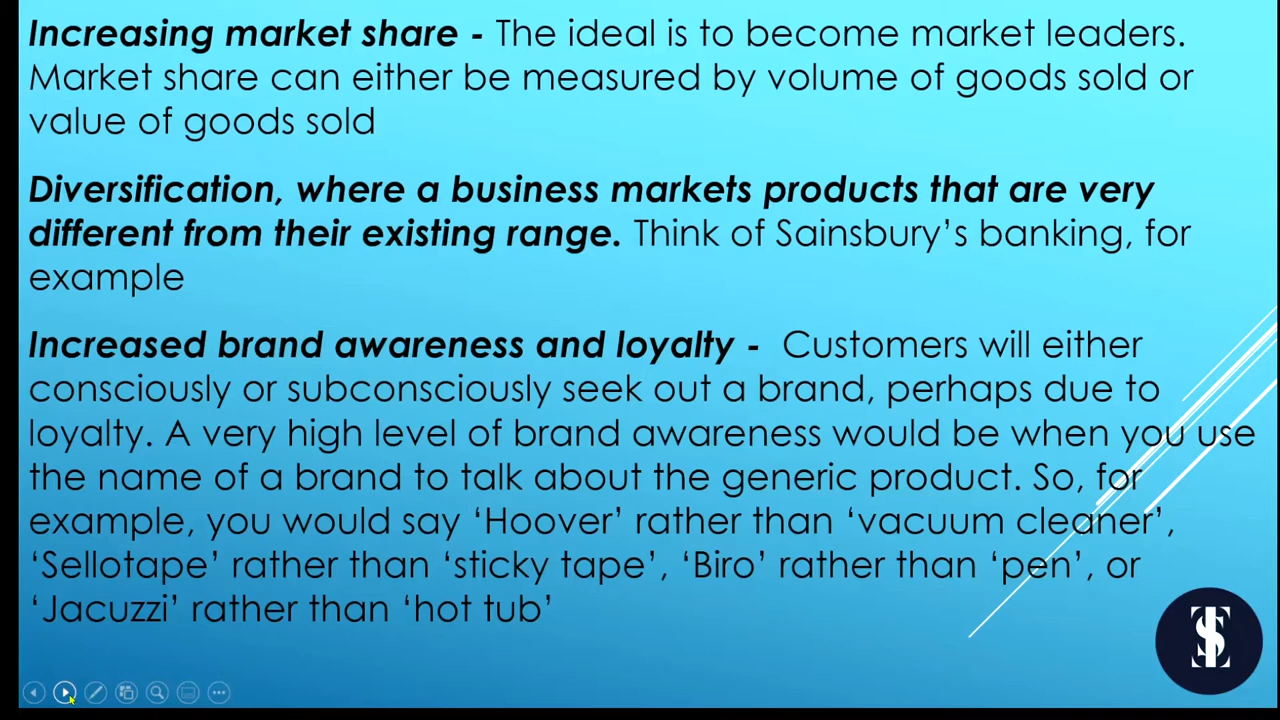 Increasing market share - The ideal is to become market leaders.
Market share can either be measured by volume of goods sold or
value of goods sold
Diversification, where a business markets products that are very
different from their existing range. Think of Sainsbury’s banking, for
example
Increased brand awareness and loyalty - Customers will either
consciously or subconsciously seek out a brand, perhaps due to
loyalty. A very high level of brand awareness would be when you use
the name of a brand to talk about the generic product. So, for
example, you would say ‘Hoover’ rather than ‘vacuum cleaner’,
‘Sellotape’ rather than ‘sticky tape’, ‘Biro’ rather than ‘pen’, or
‘Jacuzzi’ rather than ‘hot tub’